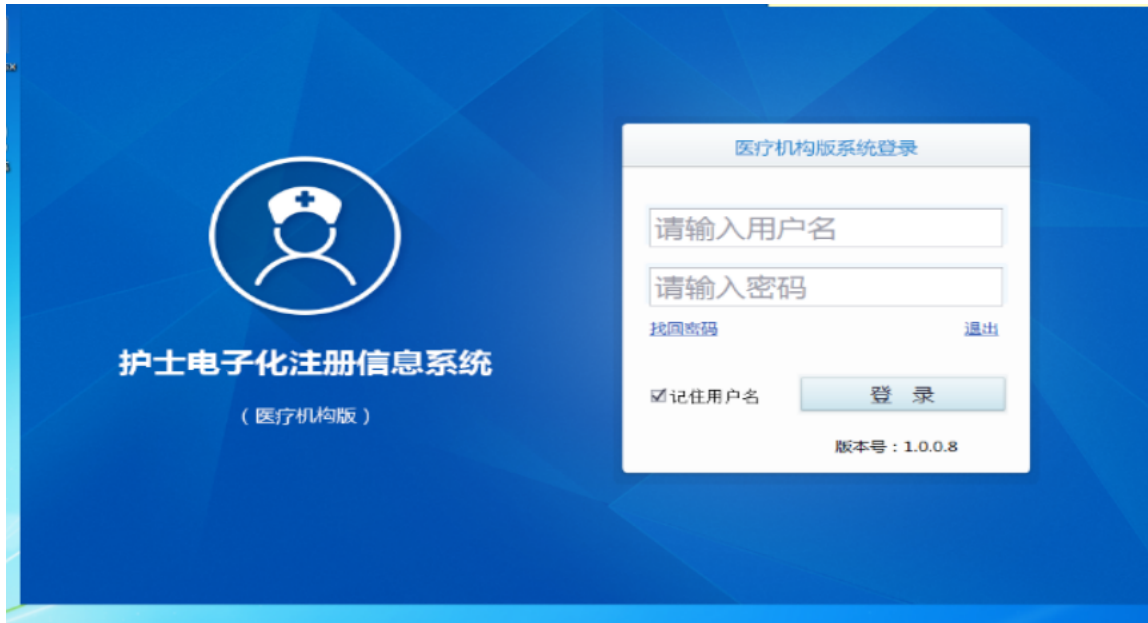 医疗机构版系统登录
请输入用户名
请输入密码
找回密码 退出
护士电子化注册信息系统
（医疗机构版）
记住用户名 登 录
版本号：1.0.0.8